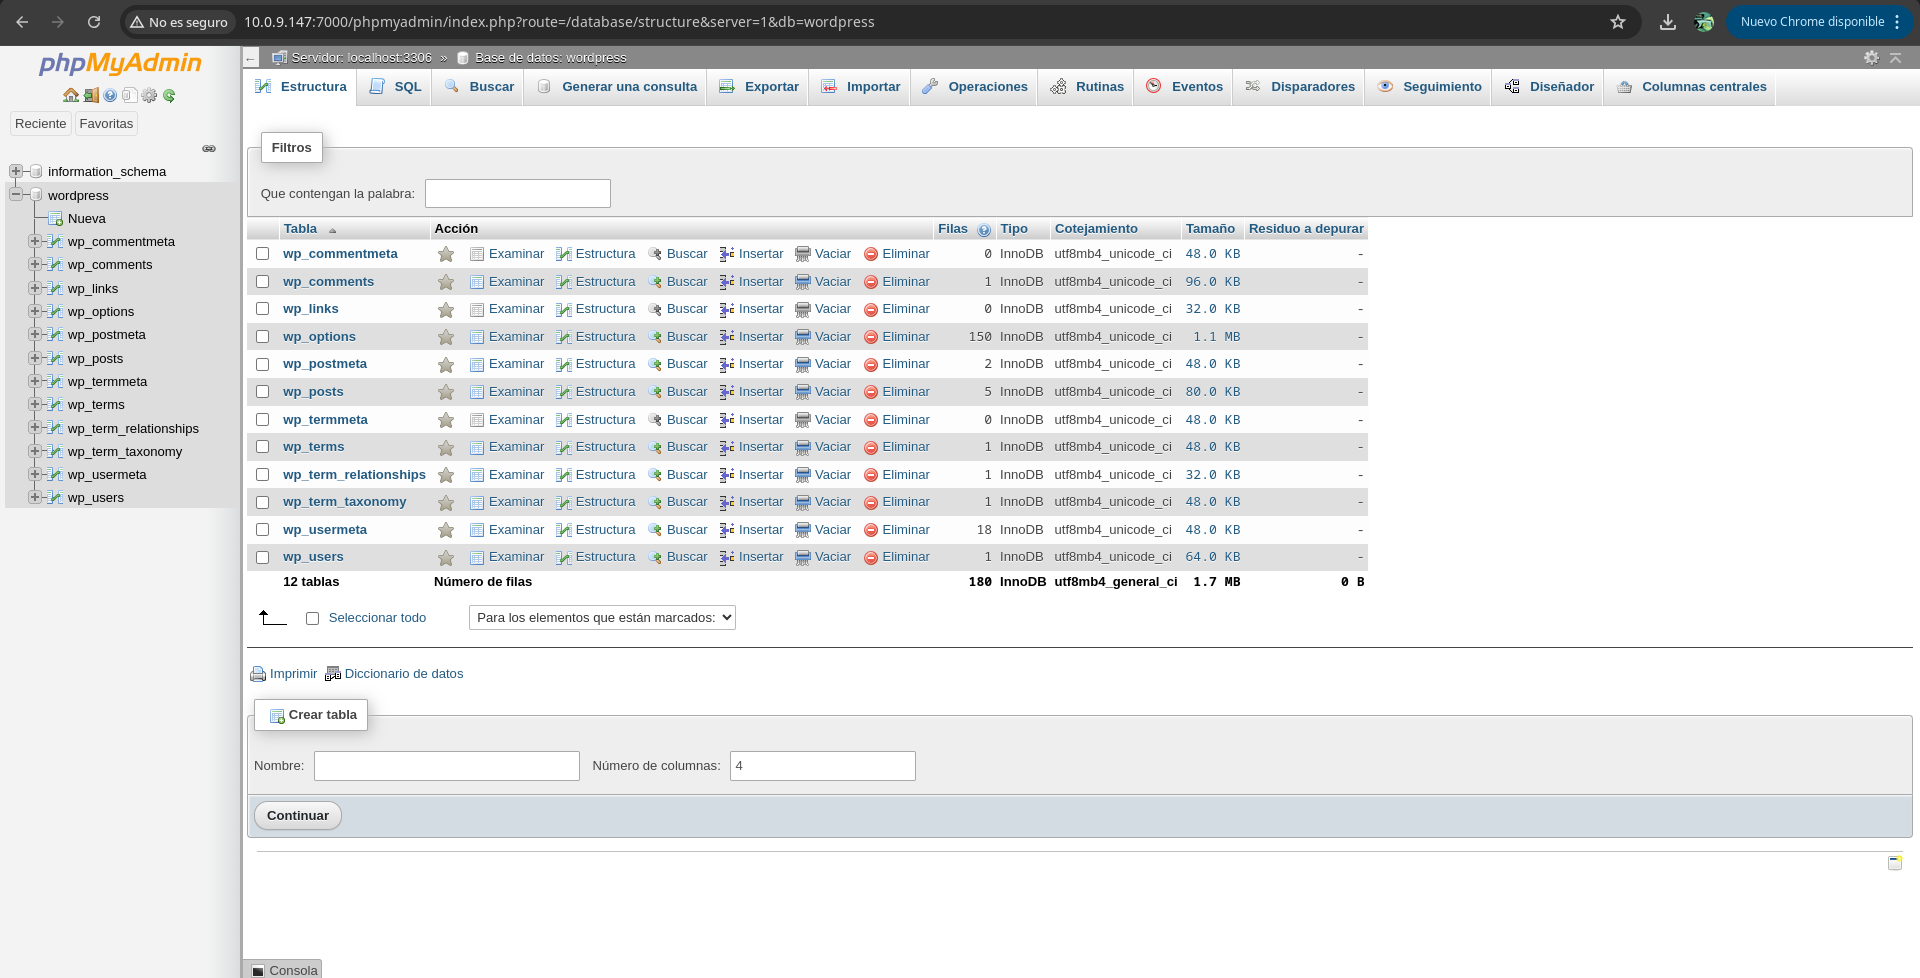 No es seguro 10.0.9.147:7000/phpmyadmin/index.php?route=/database/structure&server=1&db=wordpress Nuevo Chrome disponible
phpMyAdmin
Reciente Favoritas
information_schema
wordpress
Nueva
wp_commentmeta
wp_comments
wp_links
wp_options
wp_postmeta
wp_posts
wp_termmeta
wp_terms
wp_term_relationships
wp_term_taxonomy
wp_usermeta
wp_users
Servidor: localhost:3306 » Base de datos: wordpress
Estructura SQL Buscar Generar una consulta Exportar Importar Operaciones Rutinas Eventos Disparadores Seguimiento Diseñador Columnas centrales
Filtros
Que contengan la palabra:
Tabla Acción Filas Tipo Cotejamiento Tamaño Residuo a depurar
wp_commentmeta Examinar Estructura Buscar Insertar Vaciar Eliminar 0 InnoDB utf8mb4_unicode_ci 48.0 KB -
wp_comments Examinar Estructura Buscar Insertar Vaciar Eliminar 1 InnoDB utf8mb4_unicode_ci 96.0 KB -
wp_links Examinar Estructura Buscar Insertar Vaciar Eliminar 0 InnoDB utf8mb4_unicode_ci 32.0 KB -
wp_options Examinar Estructura Buscar Insertar Vaciar Eliminar 150 InnoDB utf8mb4_unicode_ci 1.1 MB -
wp_postmeta Examinar Estructura Buscar Insertar Vaciar Eliminar 2 InnoDB utf8mb4_unicode_ci 48.0 KB -
wp_posts Examinar Estructura Buscar Insertar Vaciar Eliminar 5 InnoDB utf8mb4_unicode_ci 80.0 KB -
wp_termmeta Examinar Estructura Buscar Insertar Vaciar Eliminar 0 InnoDB utf8mb4_unicode_ci 48.0 KB -
wp_terms Examinar Estructura Buscar Insertar Vaciar Eliminar 1 InnoDB utf8mb4_unicode_ci 48.0 KB -
wp_term_relationships Examinar Estructura Buscar Insertar Vaciar Eliminar 1 InnoDB utf8mb4_unicode_ci 32.0 KB -
wp_term_taxonomy Examinar Estructura Buscar Insertar Vaciar Eliminar 1 InnoDB utf8mb4_unicode_ci 48.0 KB -
wp_usermeta Examinar Estructura Buscar Insertar Vaciar Eliminar 18 InnoDB utf8mb4_unicode_ci 48.0 KB -
wp_users Examinar Estructura Buscar Insertar Vaciar Eliminar 1 InnoDB utf8mb4_unicode_ci 64.0 KB -
12 tablas Número de filas 180 InnoDB utf8mb4_general_ci 1.7 MB 0 B
Seleccionar todo Para los elementos que están marcados:
Imprimir Diccionario de datos
Crear tabla
Nombre: Número de columnas: 4
Continuar
Consola